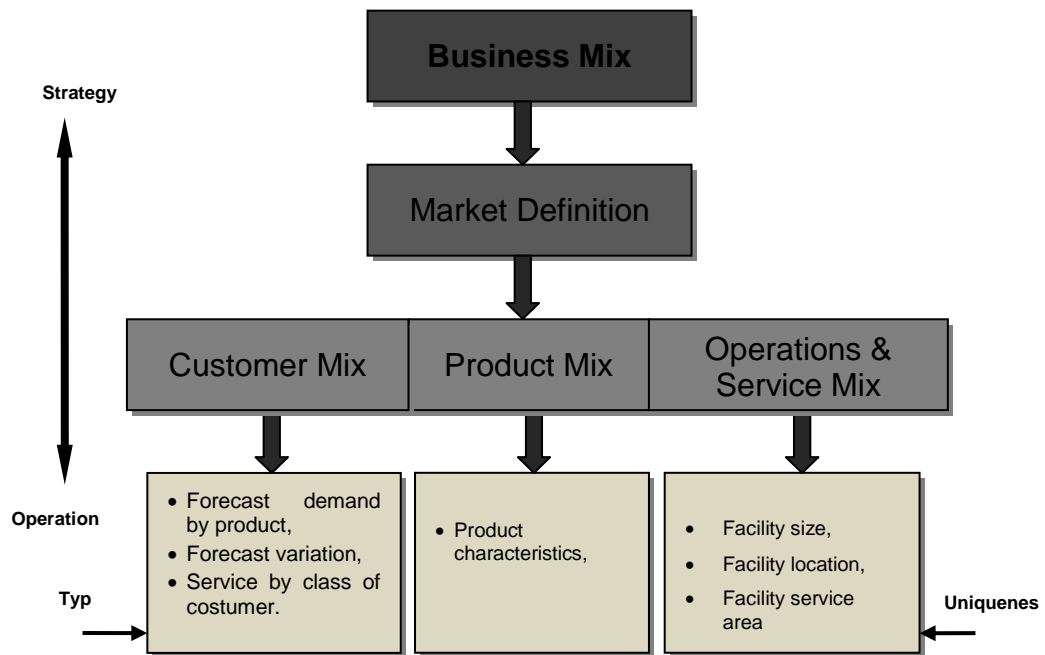 Business Mix
Strategy
Market Definition
Customer Mix
Product Mix
Operations &
Service Mix
Operation
• Forecast demand
by product,
• Forecast variation,
• Service by class of
costumer.
• Product
characteristics,
• Facility size,
• Facility location,
• Facility service
area
Typ
Uniquenes